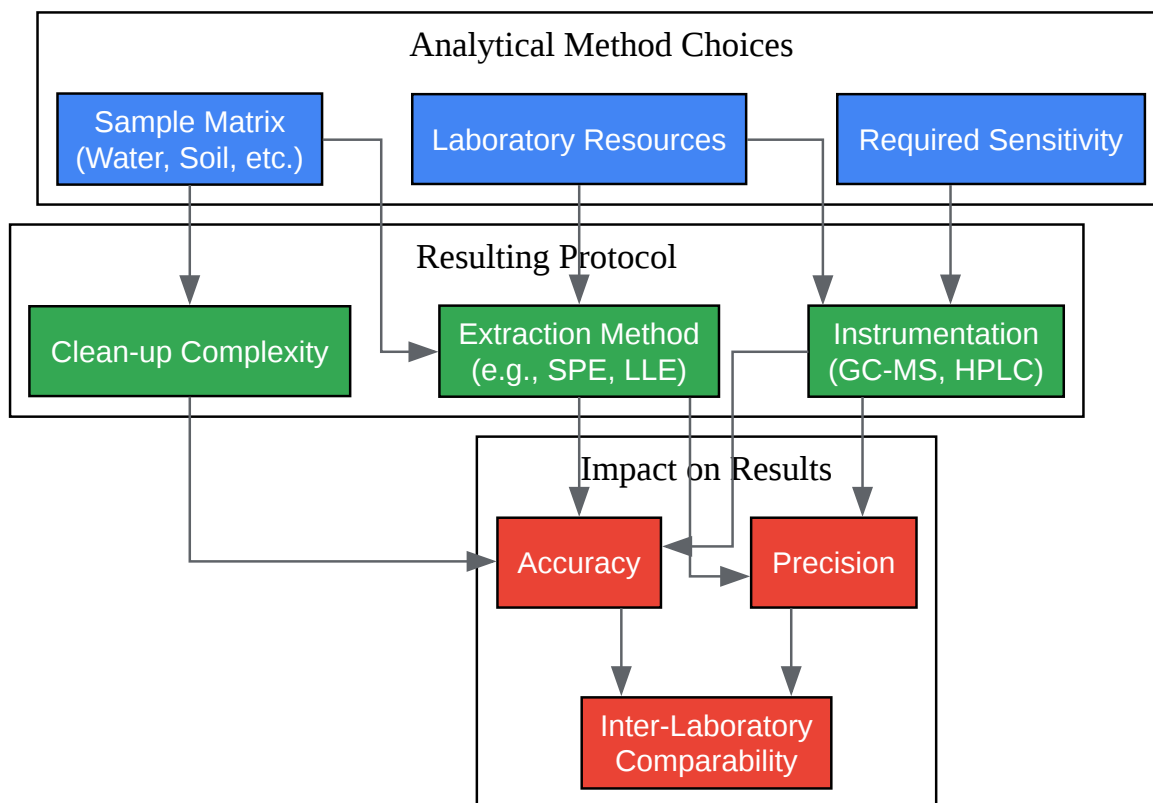 Analytical Method Choices
Sample Matrix
(Water, Soil, etc.)
Laboratory Resources
Required Sensitivity
Resulting Protocol
Clean-up Complexity
Extraction Method
(e.g., SPE, LLE)
Instrumentation
(GC-MS, HPLC)
Impact on Results
Accuracy
Precision
Inter-Laboratory
Comparability